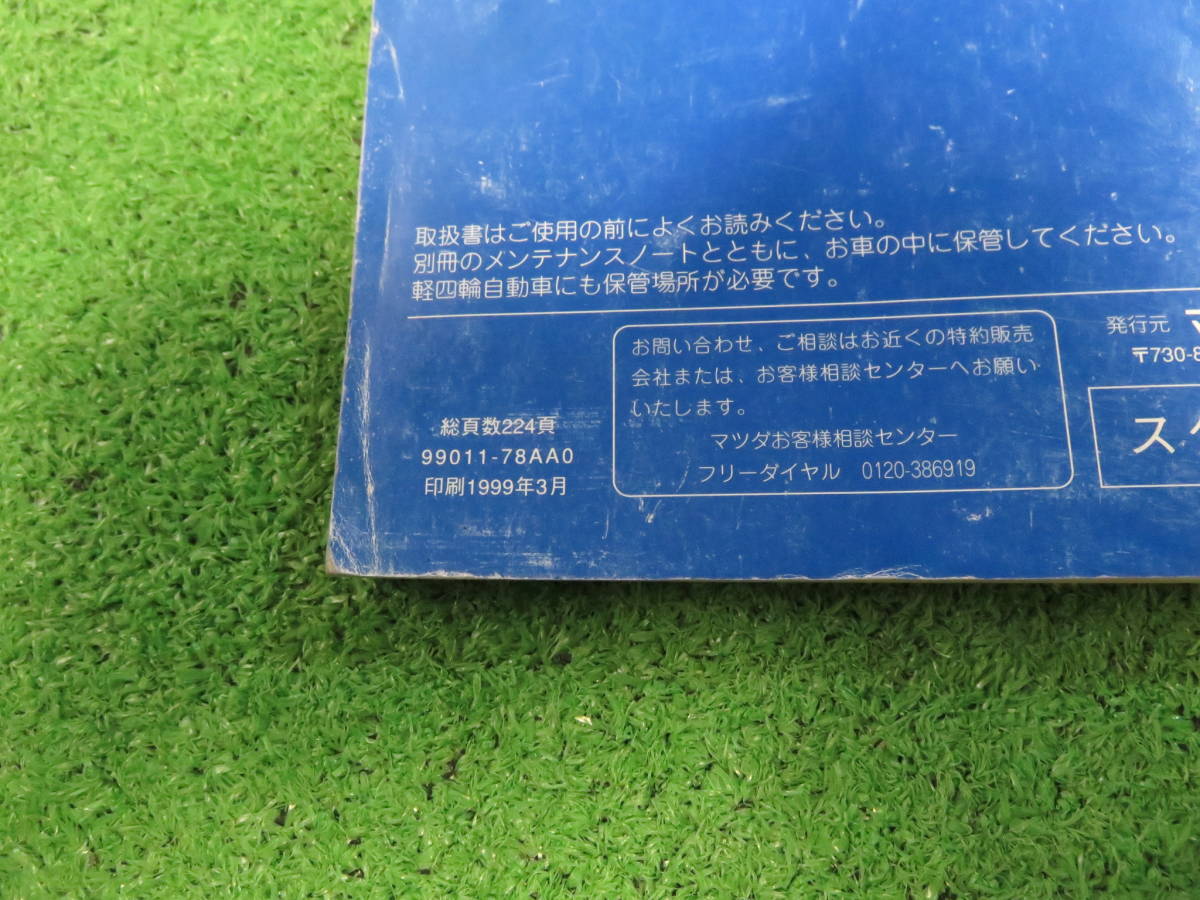 取扱書はご使用の前によくお読みください。
別冊のメンテナンスノートとともに、お車の中に保管してください。
軽四輪自動車にも保管場所が必要です。
総頁数224頁
99011-78AA0
印刷1999年3月
お問い合わせ、ご相談はお近くの特約販売
会社または、お客様相談センターへお願い
いたします。
マツダお客様相談センター
フリーダイヤル 0120-386919
発行元
〒730-8
ス